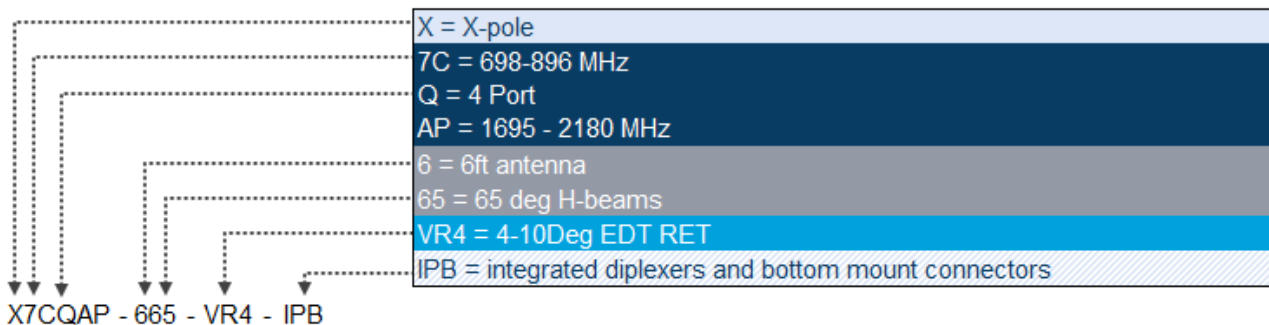 X = X-pole
7C = 698-896 MHz
Q = 4 Port
AP = 1695 - 2180 MHz
6 = 6ft antenna
65 = 65 deg H-beams
VR4 = 4-10Deg EDT RET
IPB = integrated diplexers and bottom mount connectors
X7CQAP - 665 - VR4 - IPB